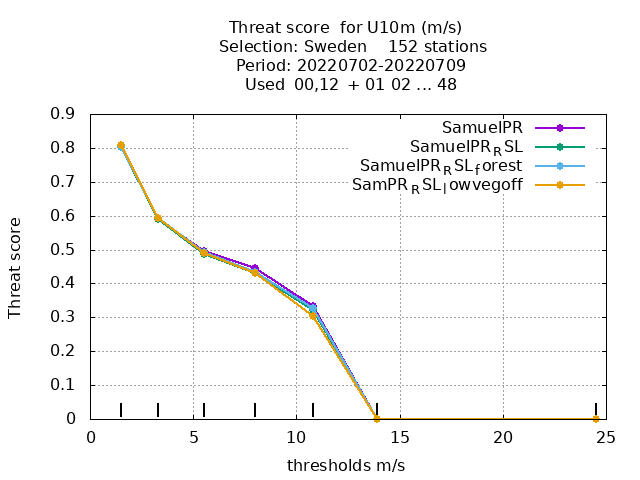 Threat score for U10m (m/s)
Selection: Sweden 152 stations
Period: 20220702-20220709
Used 00,12 + 01 02 ... 48
SamuelPR
SamuelPR_RSL
SamuelPR_RSL_forest
SamPR_RSL_lowvegoff
0.9
0.8
0.7
0.6
0.5
0.4
0.3
0.2
0.1
0
Threat score
0 5 10 15 20 25
thresholds m/s